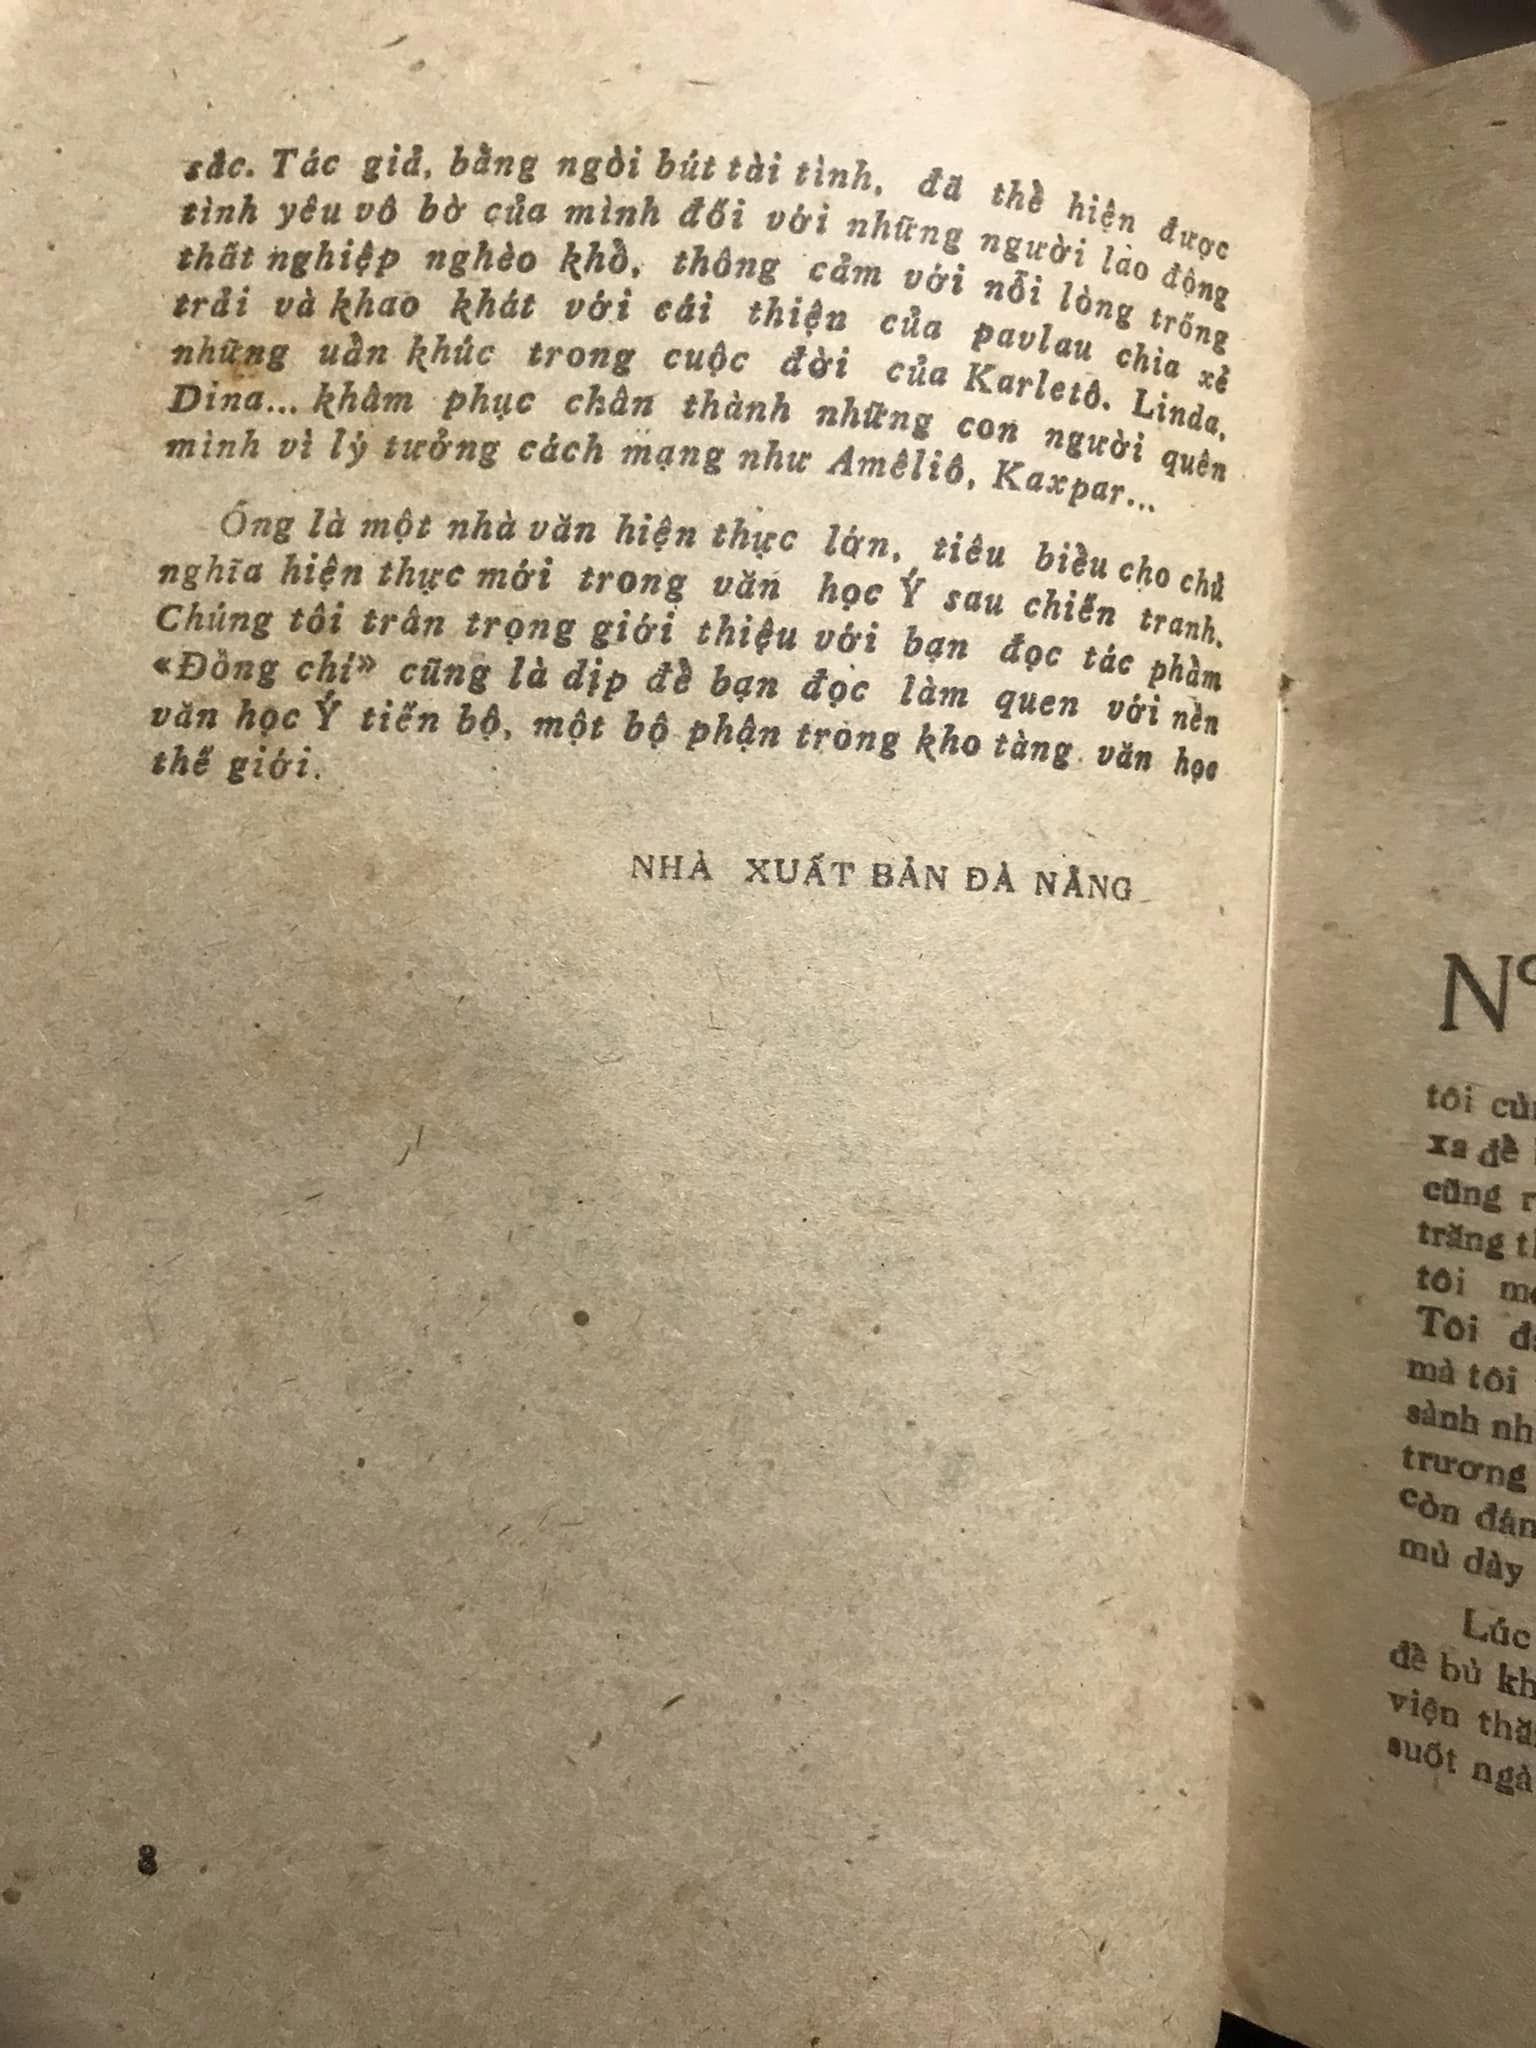 sắc. Tác giả, bằng ngòi bút tài tình, đã thể hiện được
tình yêu vô bờ của mình đối với những người lao động
thất nghiệp nghèo khổ, thông cảm với nỗi lòng trống
trải và khao khát với cái thiện của pavlau chia xẻ
những uẩn khúc trong cuộc đời của Karletô. Linda,
Dina... khâm phục chân thành những con người quên
mình vì lý tưởng cách mạng như Amêliô, Kaxpar...
Ông là một nhà văn hiện thực lớn, tiêu biểu cho chủ
nghĩa hiện thực mới trong văn học Ý sau chiến tranh.
Chúng tôi trân trọng giới thiệu với bạn đọc tác phẩm
«Đồng chí» cũng là dịp để bạn đọc làm quen với nền
văn học Ý tiến bộ, một bộ phận trong kho tàng văn học
thế giới.
NHÀ XUẤT BẢN ĐÀ NẴNG
8
tôi
xa để
cũng
trăng
tôi
Tôi
mà tôi
sành
trương
còn
mù dày
Lúc
để bù
viện
suốt